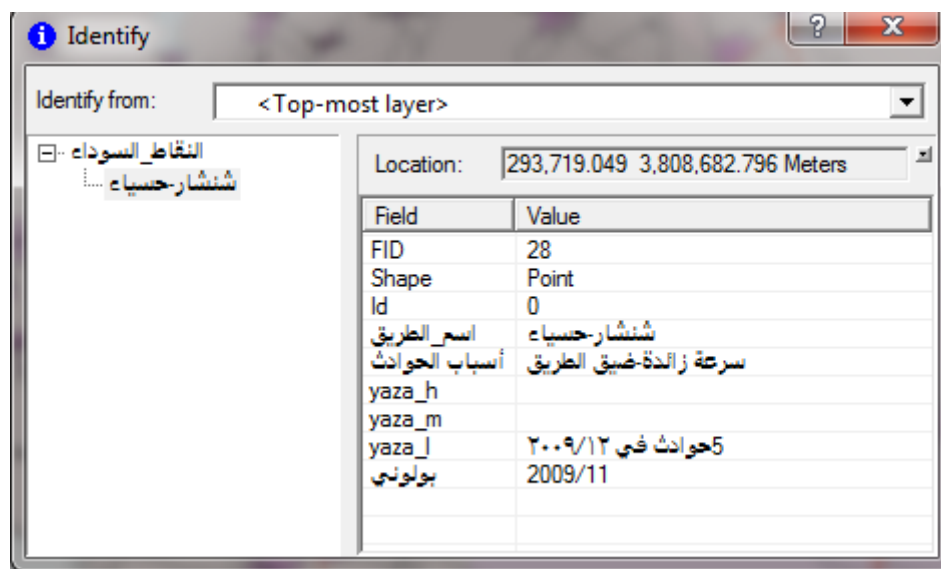 Identify
Identify from: <Top-most layer>
النقاط_السوداء
شنشار-حسياء
Location: 293,719.049 3,808,682.796 Meters
Field Value
FID 28
Shape Point
Id 0
اسم_الطريق شنشار-حسياء
أسباب الحوادث سرعة زائدة-ضيق الطريق
yaza_h
yaza_m
yaza_l 5حوادث في ٢٠٠٩/١٢
بولوني 2009/11